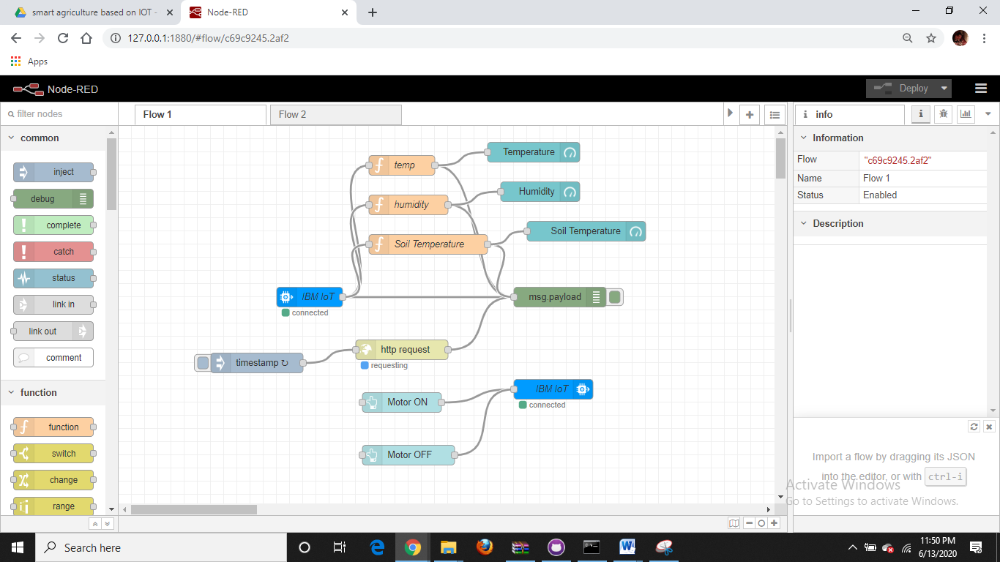 smart agriculture based on IOT -
Node-RED
127.0.0.1:1880/#flow/c69c9245.2af2
Apps
Node-RED
Deploy
filter nodes
Flow 1
Flow 2
info
common
inject
debug
complete
catch
status
link in
link out
comment
function
function
switch
change
range
temp
Temperature
humidity
Humidity
Soil Temperature
Soil Temperature
IBM IoT
connected
msg.payload
timestamp ↻
http request
requesting
IBM IoT
connected
Motor ON
Motor OFF
Information
Flow "c69c9245.2af2"
Name Flow 1
Status Enabled
Description
Import a flow by dragging its JSON
into the editor, or with ctrl-i
Activate Windows
Go to Settings to activate Windows.
Search here
11:50 PM
6/13/2020